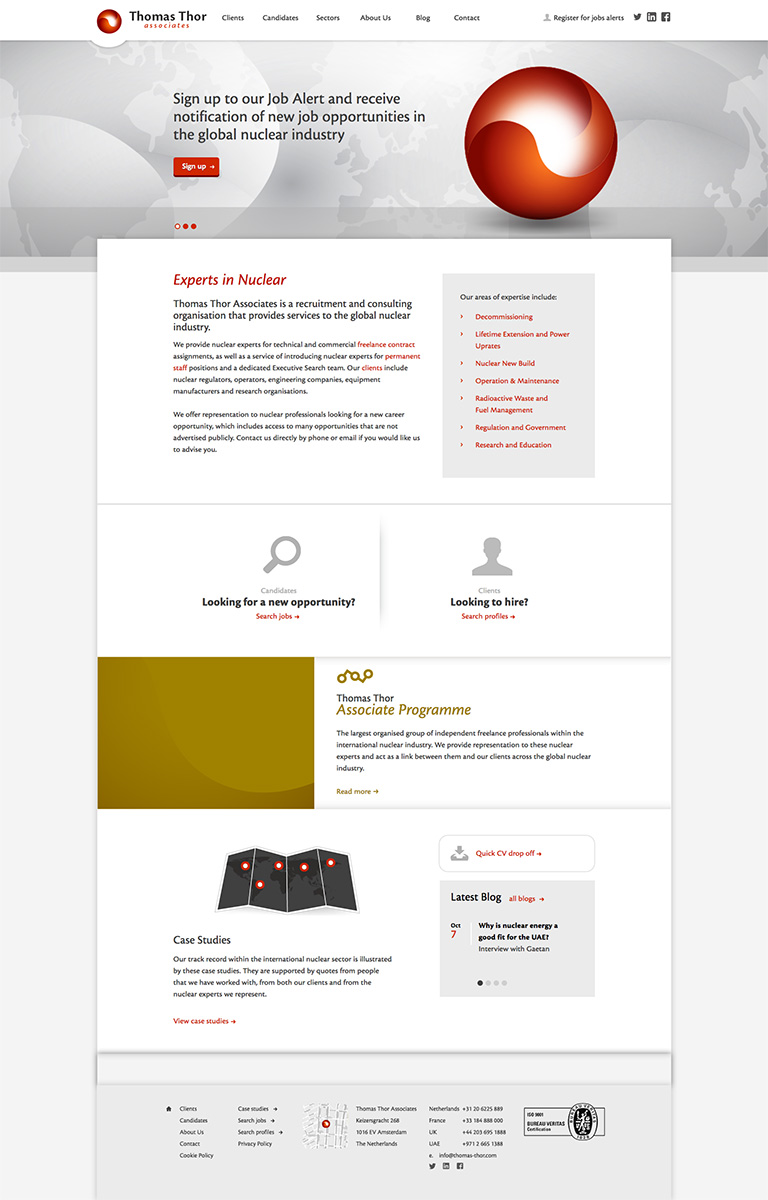 Thomas Thor
associates
Clients
Candidates
Sectors
About Us
Blog
Contact
Register for jobs alerts
Sign up to our Job Alert and receive
notification of new job opportunities in
the global nuclear industry
Sign up →
Experts in Nuclear
Thomas Thor Associates is a recruitment and consulting
organisation that provides services to the global nuclear
industry.
We provide nuclear experts for technical and commercial freelance contract
assignments, as well as a service of introducing nuclear experts for permanent
staff positions and a dedicated Executive Search team. Our clients include
nuclear regulators, operators, engineering companies, equipment
manufacturers and research organisations.
We offer representation to nuclear professionals looking for a new career
opportunity, which includes access to many opportunities that are not
advertised publicly. Contact us directly by phone or email if you would like us
to advise you.
Our areas of expertise include:
› Decommissioning
› Lifetime Extension and Power
Uprates
› Nuclear New Build
› Operation & Maintenance
› Radioactive Waste and
Fuel Management
› Regulation and Government
› Research and Education
Candidates
Looking for a new opportunity?
Search jobs →
Clients
Looking to hire?
Search profiles →
Thomas Thor
Associate Programme
The largest organised group of independent freelance professionals within the
international nuclear industry. We provide representation to these nuclear
experts and act as a link between them and our clients across the global nuclear
industry.
Read more →
Case Studies
Our track record within the international nuclear sector is illustrated
by these case studies. They are supported by quotes from people
that we have worked with, from both our clients and from the
nuclear experts we represent.
View case studies →
Quick CV drop off →
Latest Blog all blogs →
Oct
7
Why is nuclear energy a
good fit for the UAE?
Interview with Gaetan
Clients
Candidates
About Us
Contact
Cookie Policy
Case studies →
Search jobs →
Search profiles →
Privacy Policy
Thomas Thor Associates
Keizersgracht 268
1016 EV Amsterdam
The Netherlands
Netherlands +31 20 6225 889
France +33 184 888 000
UK +44 203 695 1888
UAE +971 2 665 1388
e. info@thomas-thor.com
ISO 9001
BUREAU VERITAS
Certification
BUREAU VERITAS
1828